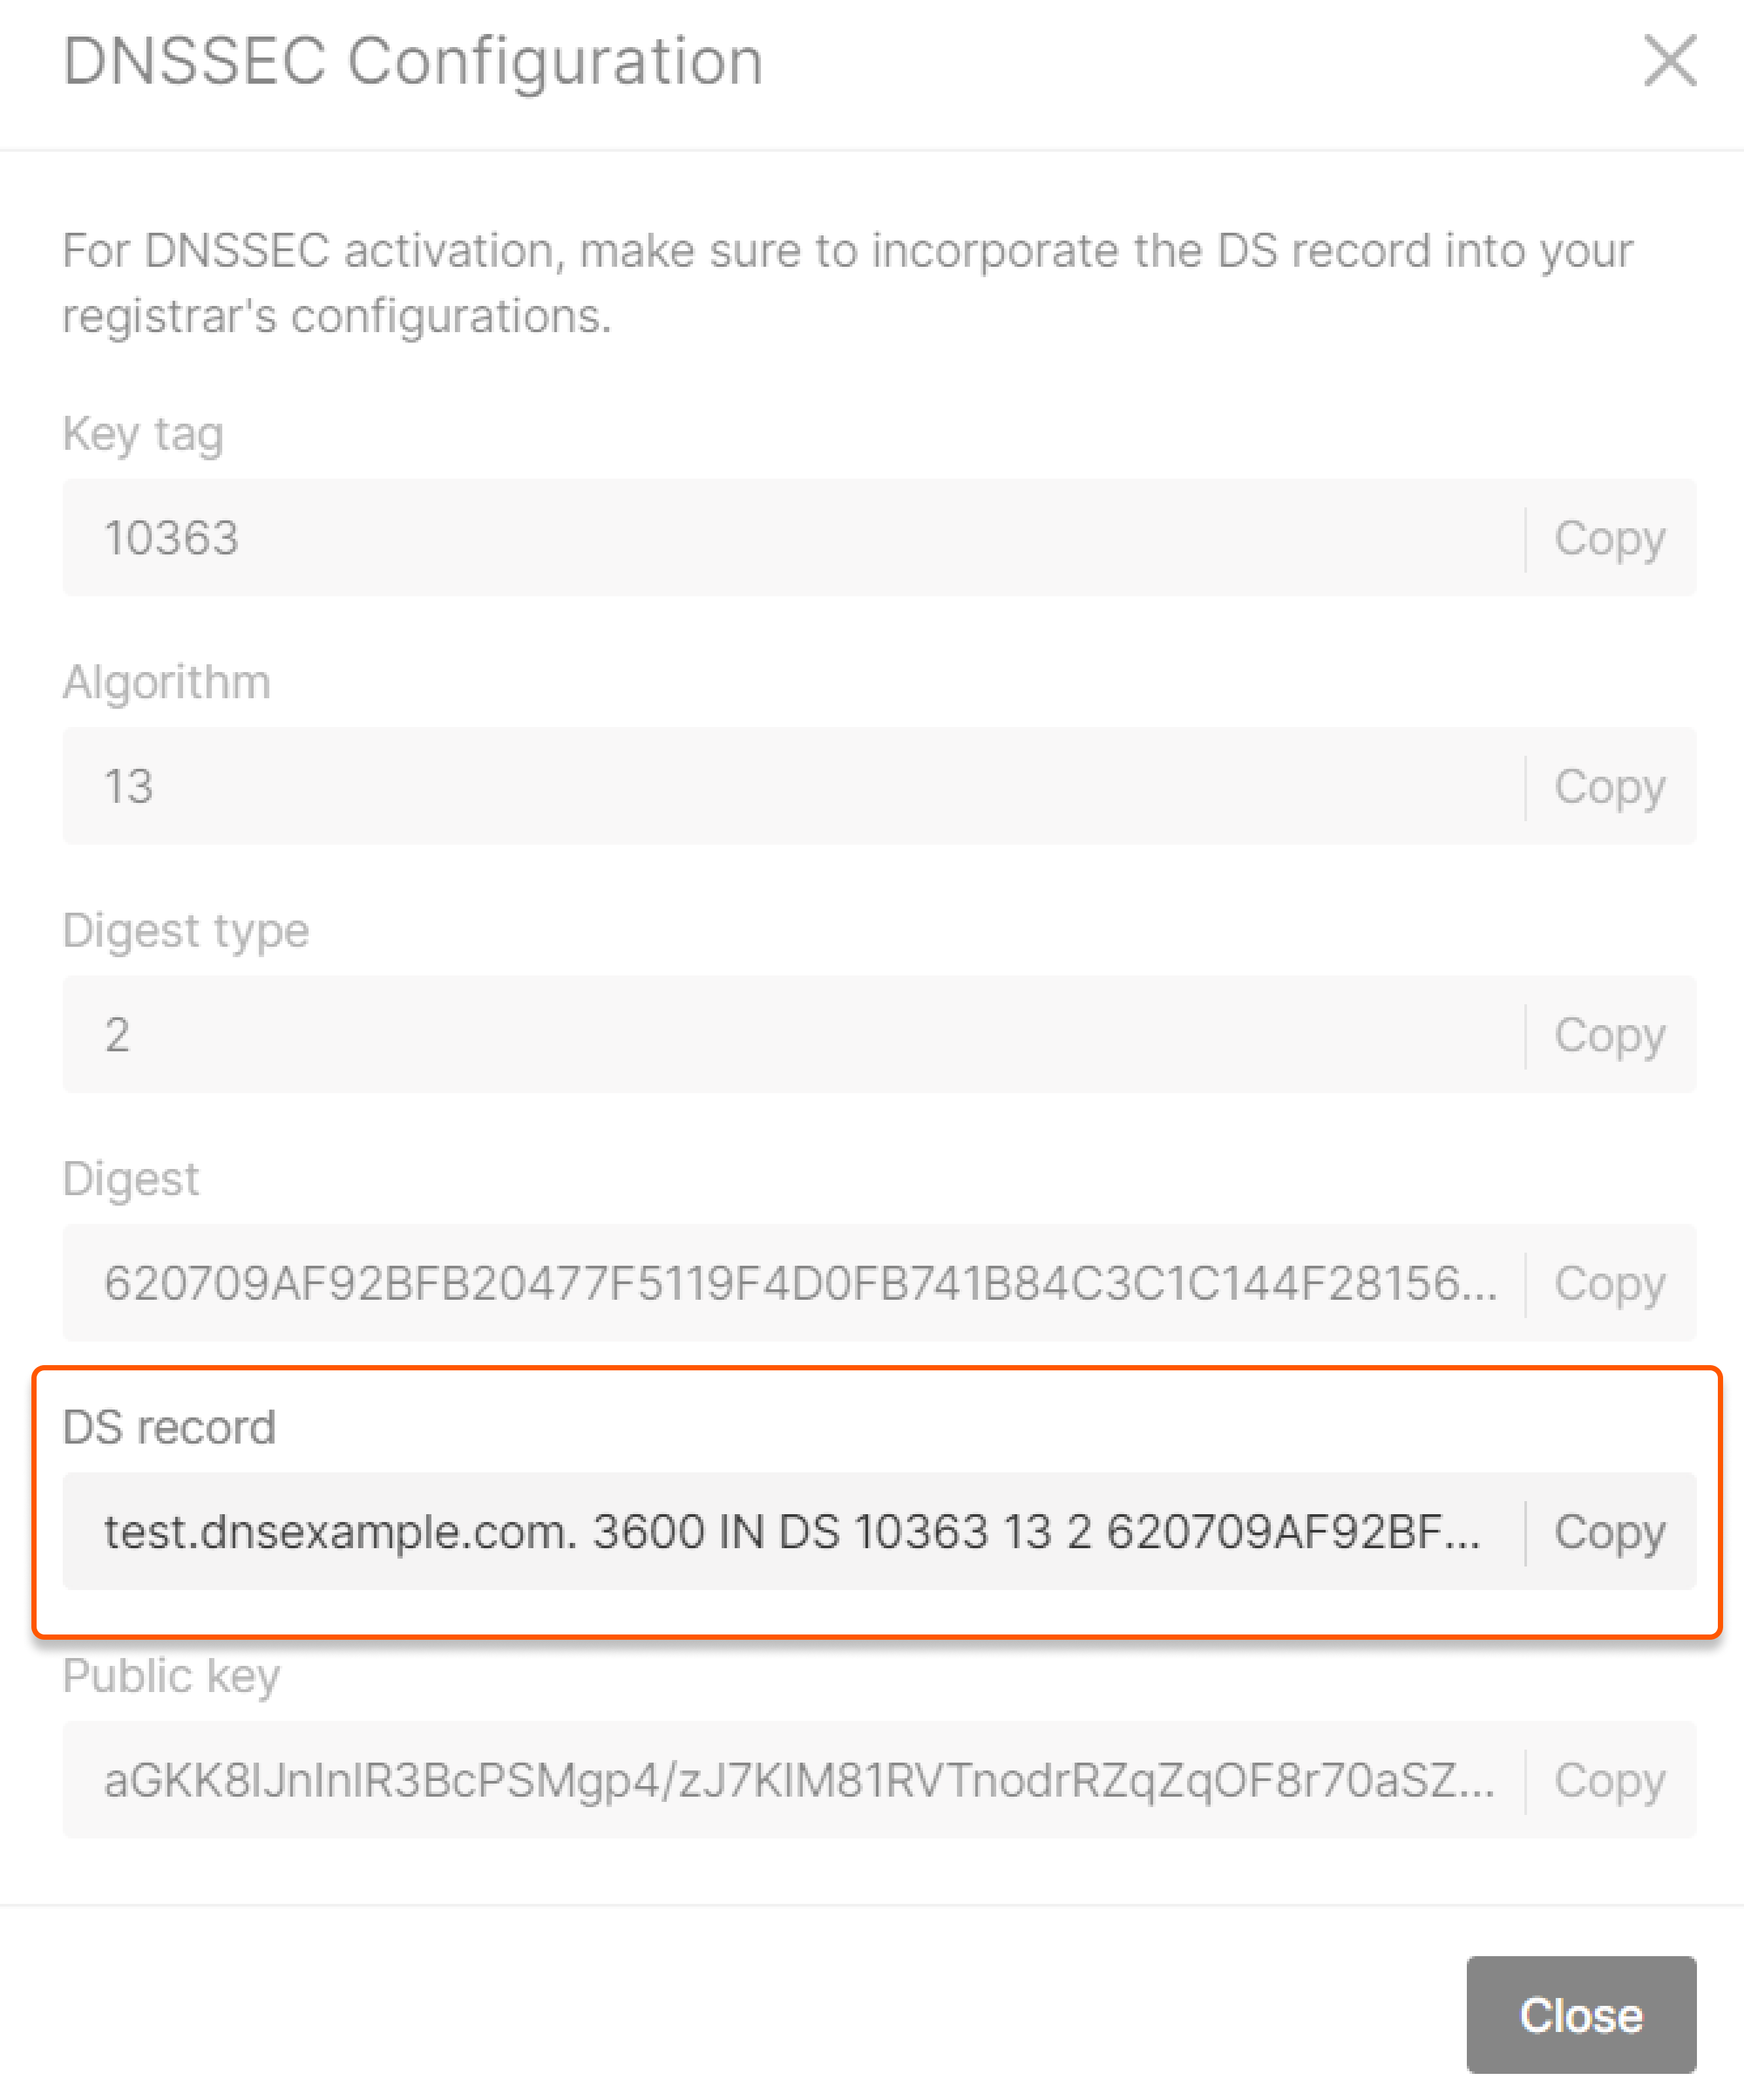 DNSSEC Configuration
For DNSSEC activation, make sure to incorporate the DS record into your
registrar's configurations.
Key tag
10363 Copy
Algorithm
13 Copy
Digest type
2 Copy
Digest
620709AF92BFB20477F5119F4D0FB741B84C3C1C144F28156... Copy
DS record
test.dnsexample.com. 3600 IN DS 10363 13 2 620709AF92BF... Copy
Public key
aGKK8IJnInIR3BcPSMgp4/zJ7KIM81RVTnodrRZqZqOF8r70aSZ... Copy
Close